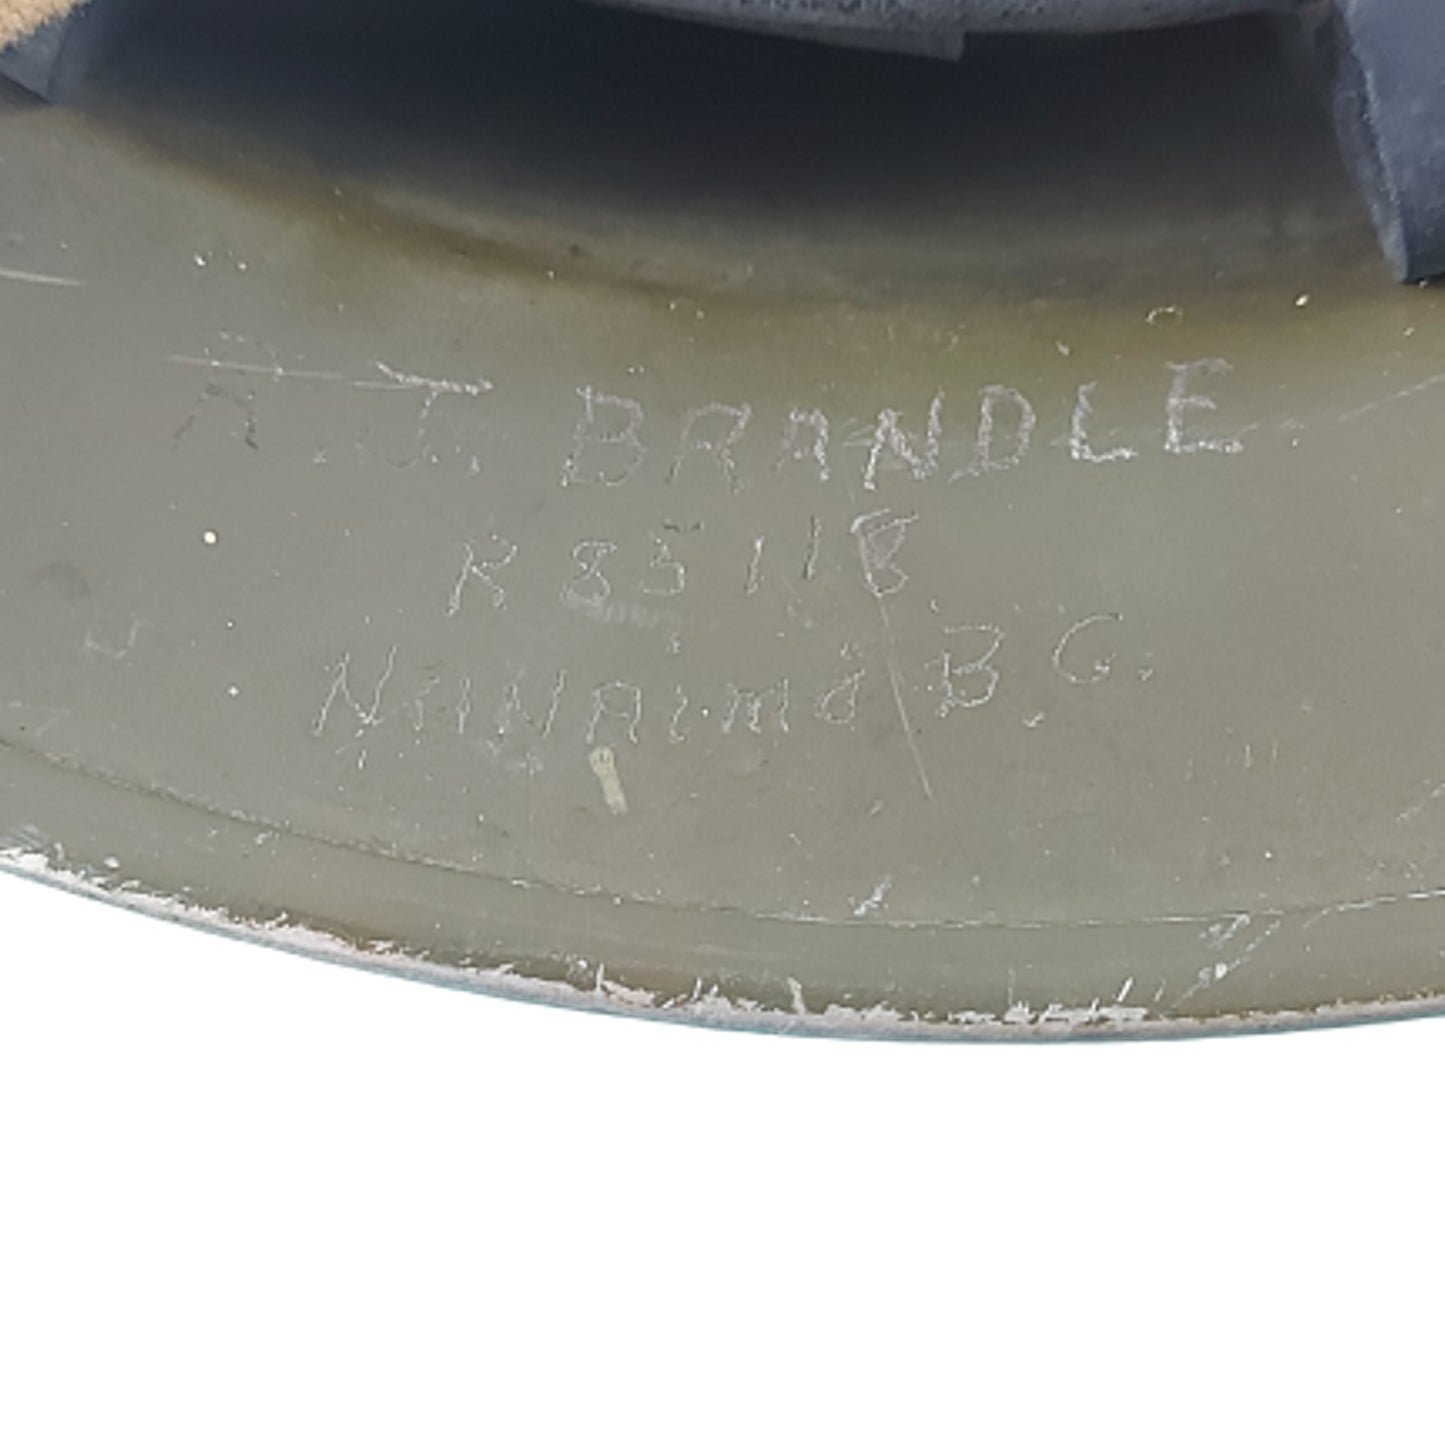 R.J. BRANDLE
K85118
NANAIMO B.C.